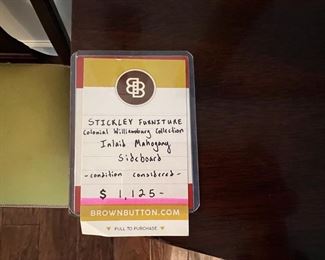 BB
STICKLEY FURNITURE
Colonial Williamsburg Collection
Inlaid Mahogany
Sideboard
- condition considered -
$ 1,125-
BROWNBUTTON.COM
PULL TO PURCHASE